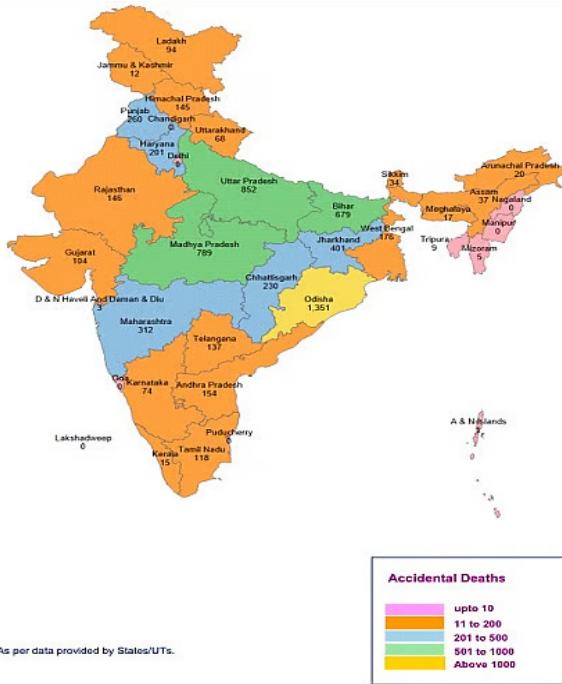 Ladakh
94
Jammu & Kashmir
12
Himachal Pradesh
145
Punjab
260
Chandigarh
0
Uttarakhand
68
Haryana
201
Delhi
Uttar Pradesh
852
Rajasthan
146
Bihar
679
Sikkim
34
Arunachal Pradesh
20
Assam
37
Nagaland
0
Meghalaya
17
Manipur
0
Tripura
9
Mizoram
5
West Bengal
176
Jharkhand
401
Gujarat
104
Madhya Pradesh
789
Chhattisgarh
230
Odisha
1,351
D & N Haveli And Daman & Diu
3
Maharashtra
312
Telangana
137
Goa
0
Karnataka
74
Andhra Pradesh
154
Lakshadweep
0
Puducherry
Kerala
15
Tamil Nadu
118
A & N Islands
Accidental Deaths
upto 10
11 to 200
201 to 500
501 to 1000
Above 1000
As per data provided by States/UTs.